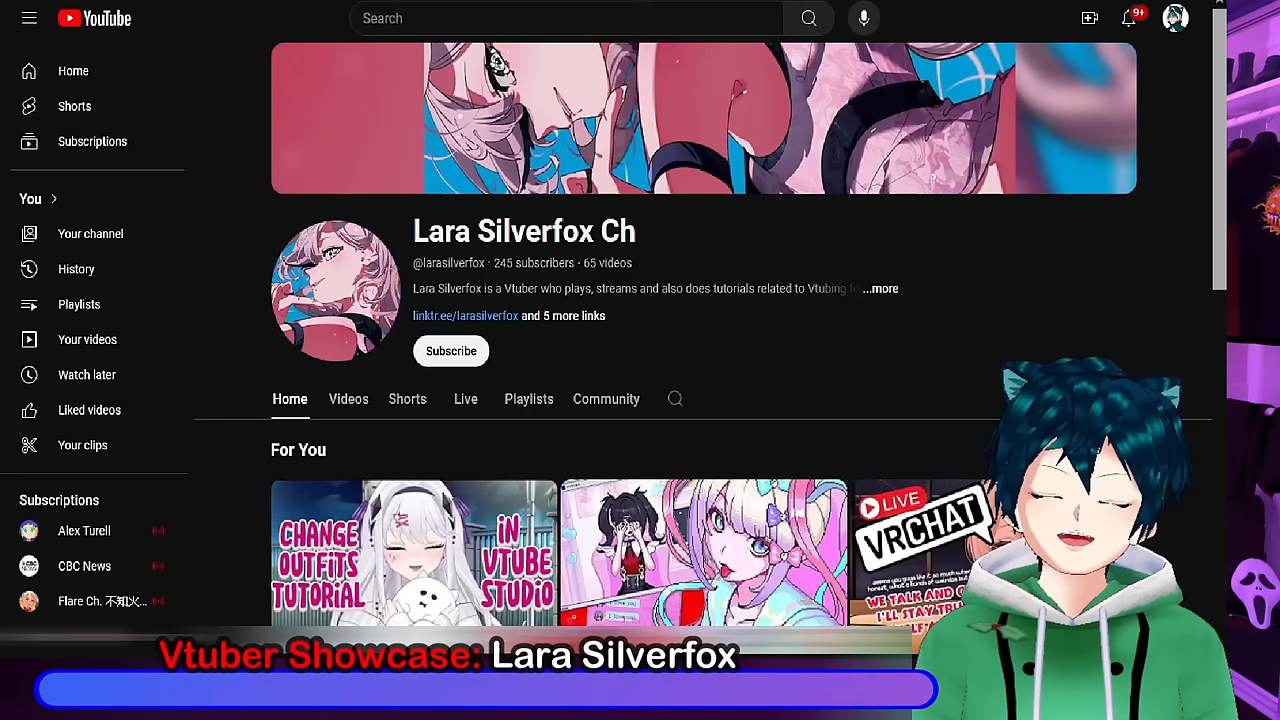 YouTube
Search
9+
Home
Shorts
Subscriptions
You
Your channel
History
Playlists
Your videos
Watch later
Liked videos
Your clips
Subscriptions
Alex Turell
CBC News
Flare Ch. 不知火...
Lara Silverfox Ch
@larasilverfox · 245 subscribers · 65 videos
Lara Silverfox is a Vtuber who plays, streams and also does tutorials related to Vtubing ...more
linktr.ee/larasilverfox and 5 more links
Subscribe
Home Videos Shorts Live Playlists Community
For You
CHANGE
OUTFITS
TUTORIAL
IN
VTUBE
STUDIO
LIVE
VRCHAT
WE TALK AND
I'LL STAY
Vtuber Showcase: Lara Silverfox